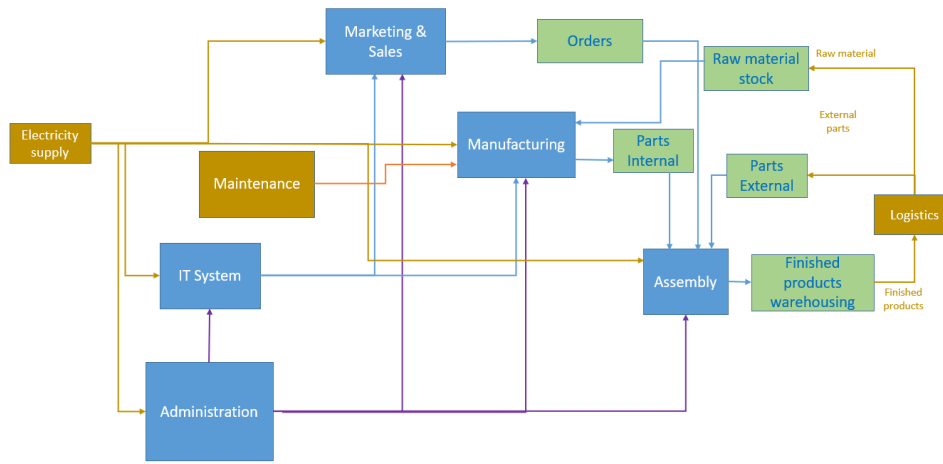 Marketing &
Sales
Orders
Raw material
stock
Raw material
External
parts
Electricity
supply
Manufacturing
Parts
Internal
Maintenance
Parts
External
Logistics
IT System
Assembly
Finished
products
warehousing
Finished
products
Administration